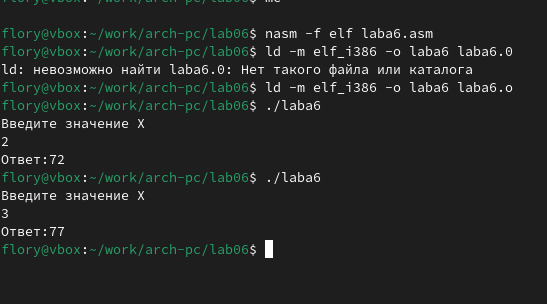 flory@vbox:~/work/arch-pc/lab06$ nasm -f elf laba6.asm
flory@vbox:~/work/arch-pc/lab06$ ld -m elf_i386 -o laba6 laba6.0
ld: невозможно найти laba6.0: Нет такого файла или каталога
flory@vbox:~/work/arch-pc/lab06$ ld -m elf_i386 -o laba6 laba6.o
flory@vbox:~/work/arch-pc/lab06$ ./laba6
Введите значение X
2
Ответ:72
flory@vbox:~/work/arch-pc/lab06$ ./laba6
Введите значение X
3
Ответ:77
flory@vbox:~/work/arch-pc/lab06$